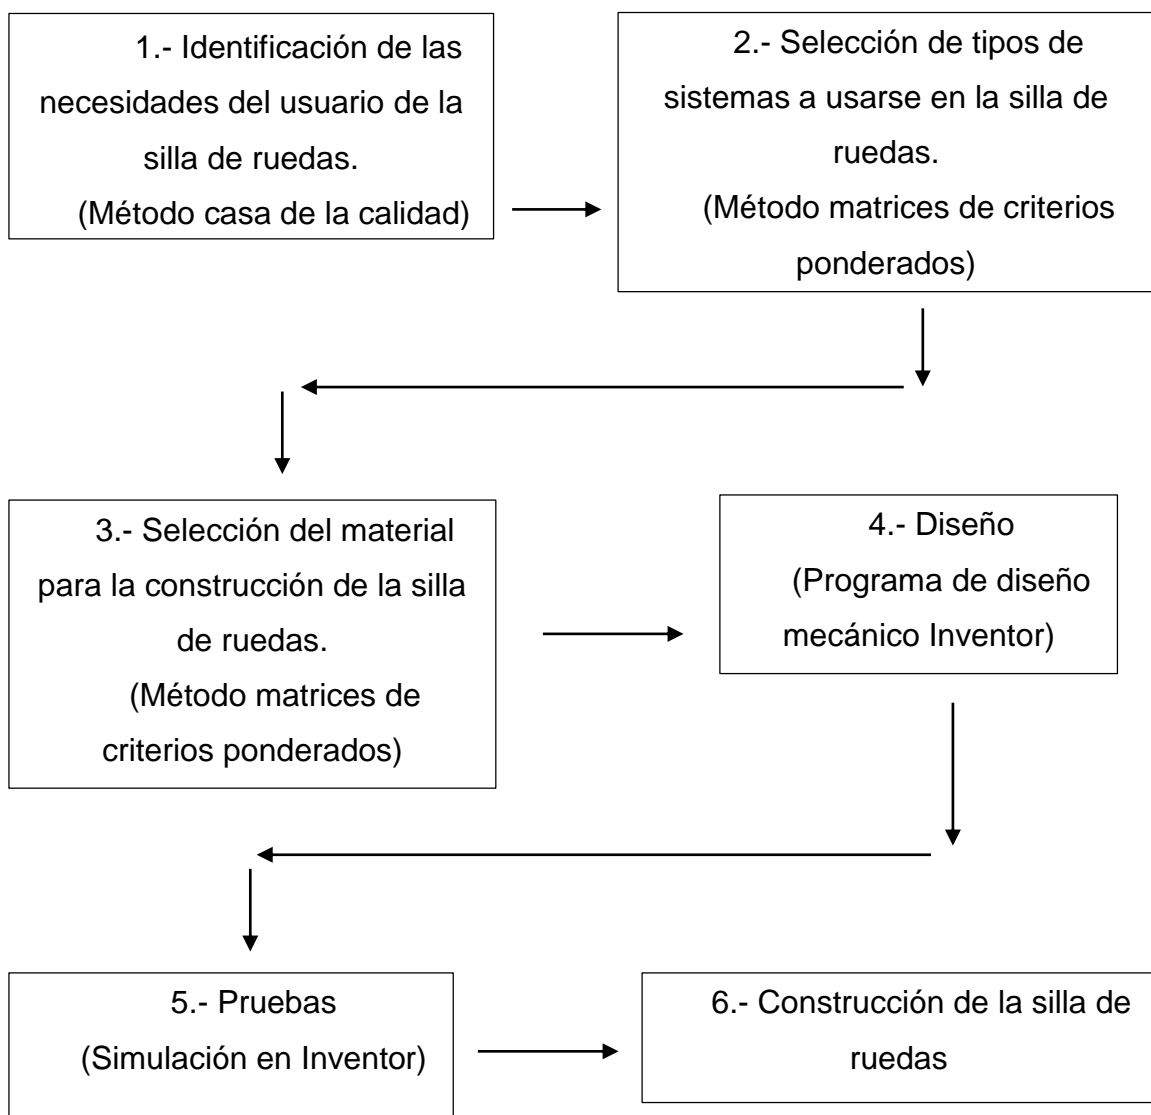 1.- Identificación de las
necesidades del usuario de la
silla de ruedas.
(Método casa de la calidad)
2.- Selección de tipos de
sistemas a usarse en la silla de
ruedas.
(Método matrices de criterios
ponderados)
3.- Selección del material
para la construcción de la silla
de ruedas.
(Método matrices de
criterios ponderados)
4.- Diseño
(Programa de diseño
mecánico Inventor)
5.- Pruebas
(Simulación en Inventor)
6.- Construcción de la silla de
ruedas